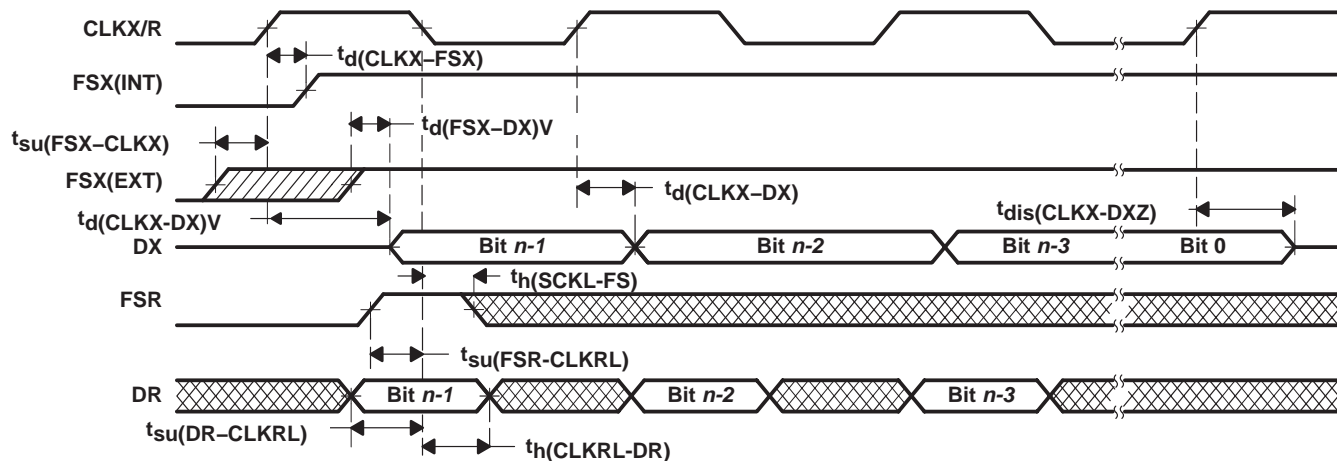 CLKX/R
td(CLKX–FSX)
FSX(INT)
tsu(FSX–CLKX)
td(FSX–DX)V
FSX(EXT)
td(CLKX–DX)
td(CLKX-DX)V
tdis(CLKX-DXZ)
DX
Bit n-1
Bit n-2
Bit n-3
Bit 0
th(SCKL-FS)
FSR
tsu(FSR-CLKRL)
DR
Bit n-1
Bit n-2
Bit n-3
tsu(DR–CLKRL)
th(CLKRL-DR)